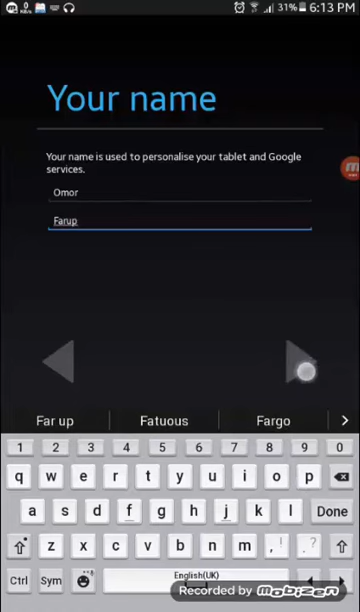 31% 6:13 PM
Your name
Your name is used to personalise your tablet and Google
services.
Omor
Farup
Far up Fatuous Fargo
1 2 3 4 5 6 7 8 9 0
q w e r t y u i o p
a s d f g h j k l Done
z x c v b n m , ! . ?
Ctrl Sym English(UK)
Recorded by MOBIZEN